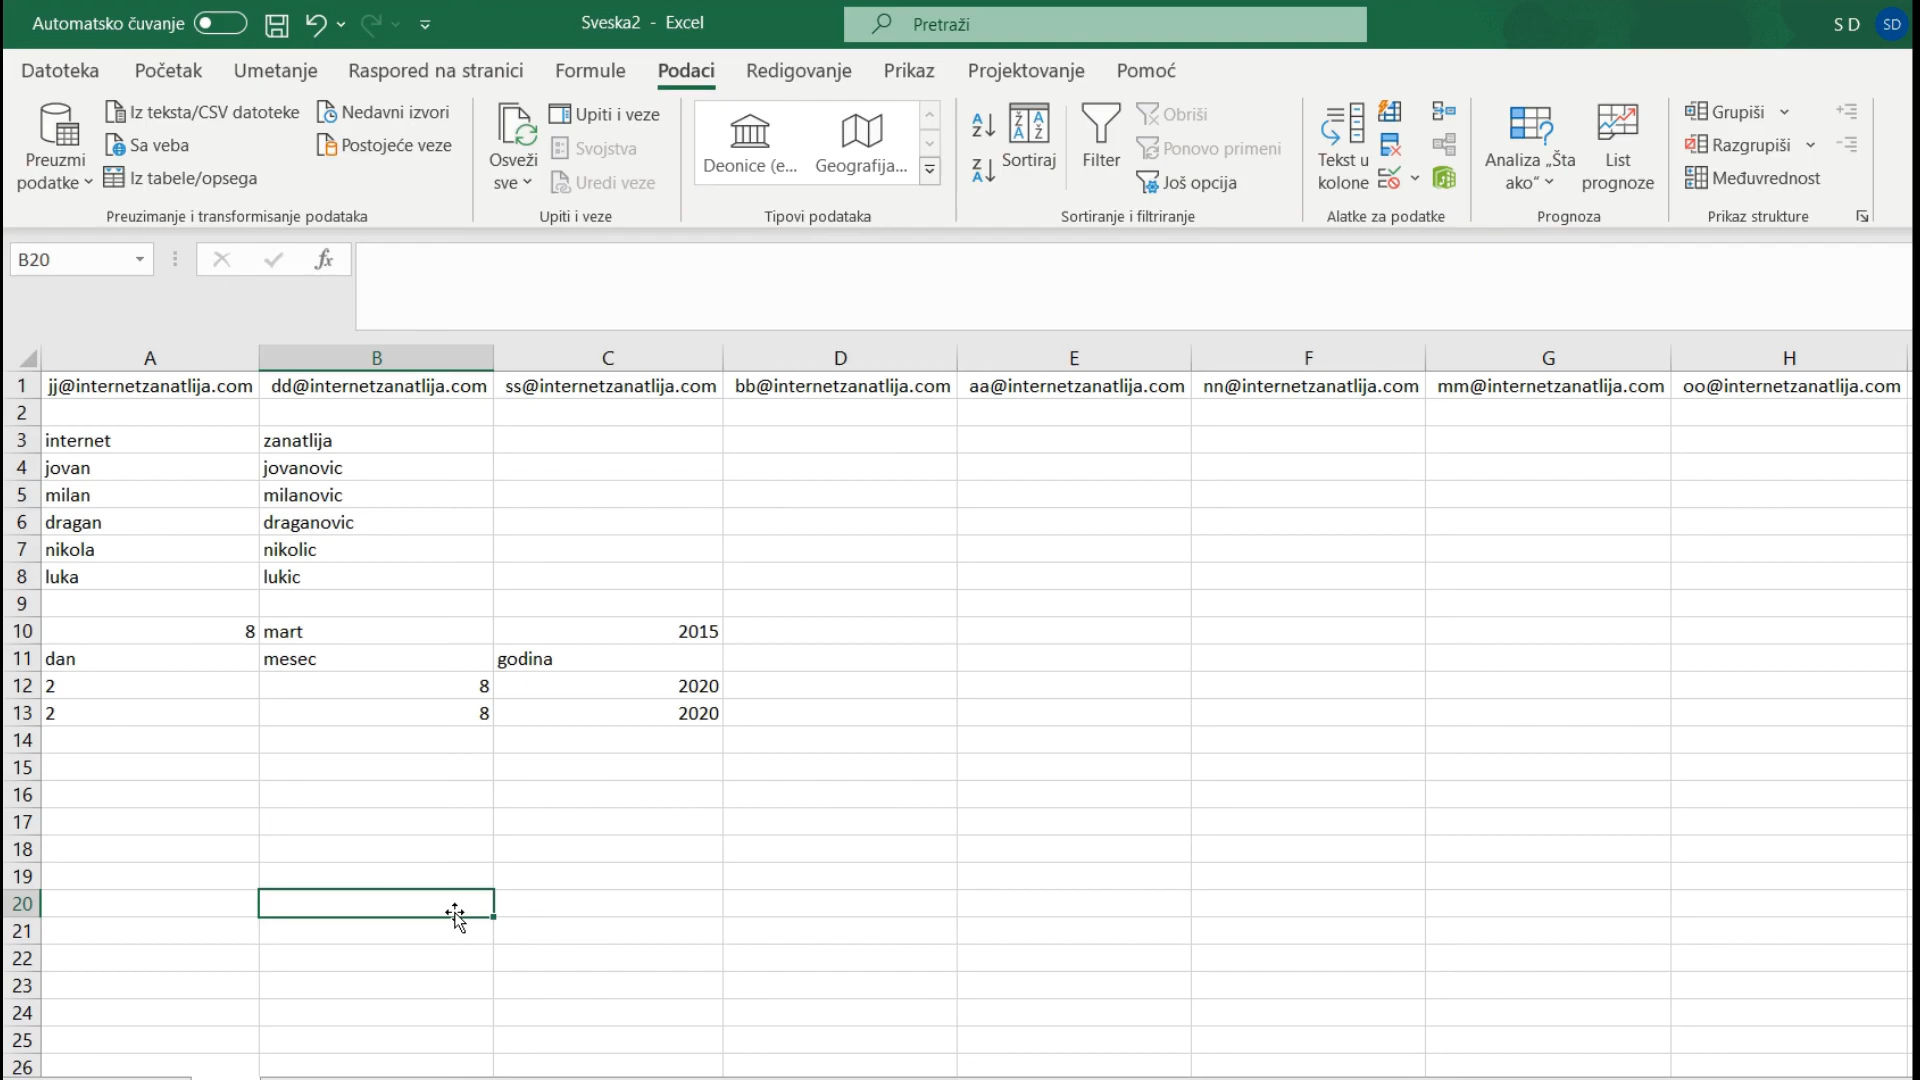 Automatsko čuvanje Sveska2 - Excel Pretraži S D SD
Datoteka Početak Umetanje Raspored na stranici Formule Podaci Redigovanje Prikaz Projektovanje Pomoć
Preuzmi podatke
Iz teksta/CSV datoteke
Sa veba
Iz tabele/opsega
Nedavni izvori
Postojeće veze
Preuzimanje i transformisanje podataka
Osveži sve
Upiti i veze
Svojstva
Uredi veze
Upiti i veze
Deonice (e... Geografija...
Tipovi podataka
Sortiraj
Filter
Obriši
Ponovo primeni
Još opcija
Sortiranje i filtriranje
Tekst u kolone
Alatke za podatke
Analiza „Šta ako“
List prognoze
Prognoza
Grupiši
Razgrupiši
Međuvrednost
Prikaz strukture
B20 fx
A B C D E F G H
1 jj@internetzanatlija.com dd@internetzanatlija.com ss@internetzanatlija.com bb@internetzanatlija.com aa@internetzanatlija.com nn@internetzanatlija.com mm@internetzanatlija.com oo@internetzanatlija.com
2
3 internet zanatlija
4 jovan jovanovic
5 milan milanovic
6 dragan draganovic
7 nikola nikolic
8 luka lukic
9
10 8 mart 2015
11 dan mesec godina
12 2 8 2020
13 2 8 2020
14
15
16
17
18
19
20
21
22
23
24
25
26